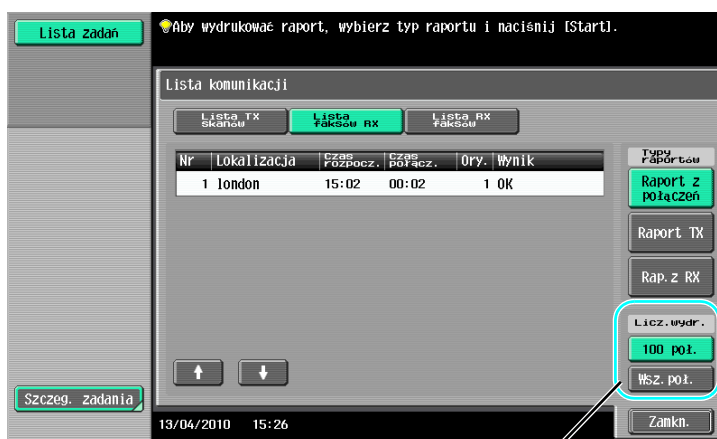 Lista zadań
Aby wydrukować raport, wybierz typ raportu i naciśnij [Start].
Lista komunikacji
Lista TX
skanów
Lista
faksów RX
Lista RX
faksów
Nr Lokalizacja Czas rozpocz. Czas połącz. Ory. Wynik
1 london 15:02 00:02 1 OK
Typy
raportów
Raport z
połączeń
Raport TX
Rap. z RX
Licz.wydr.
100 poł.
Wsz. poł.
Szczeg. zadania
13/04/2010 15:26
Zamkn.